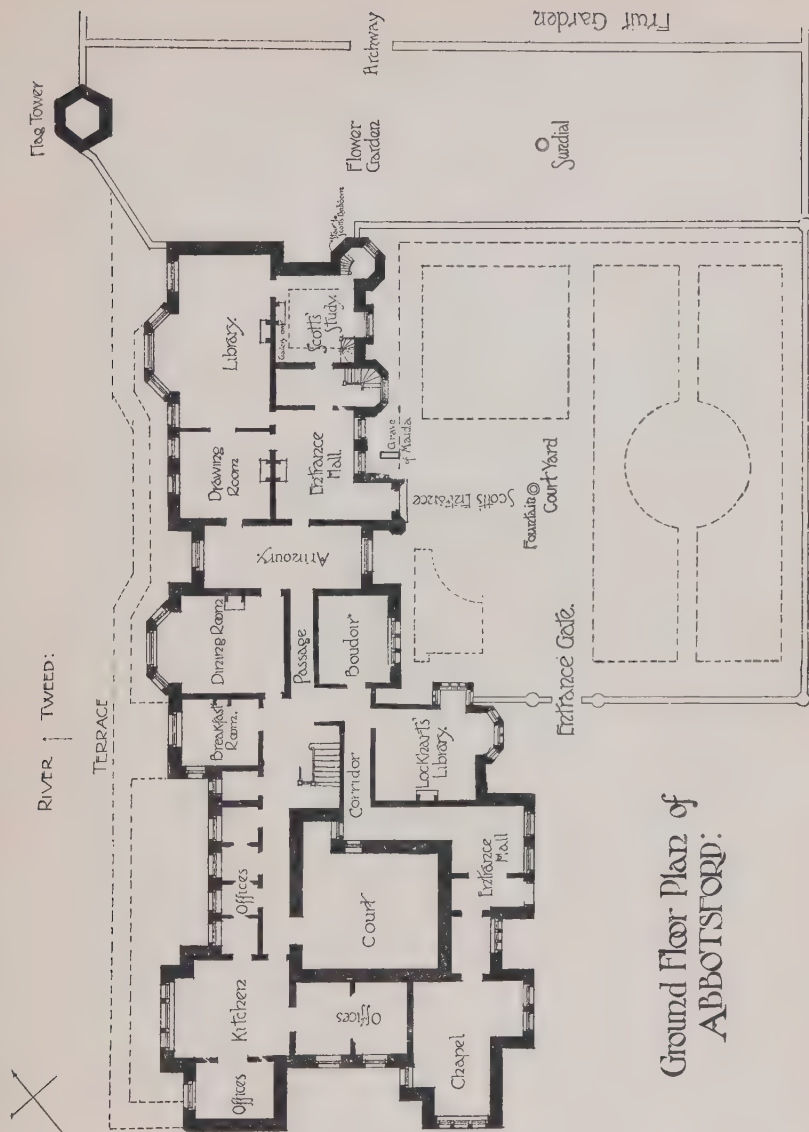 RIVER TWEED:
TERRACE
Flag Tower
Fruit Garden
Archway
Flower
Garden
Sundial
Library.
Scott's
Study.
Drawing
Room
Entrance
Hall
Grave
of Maida
Scott's Entrance
Fountain
Court Yard
Armoury.
Dining Room
Passage
Boudoir
Breakfast
Room.
Corridor
Lockhart's
Library.
Entrance Gate.
Offices
Court
Entrance
Hall
Kitchen
Offices
Offices
Chapel
Ground Floor Plan of
ABBOTSFORD: